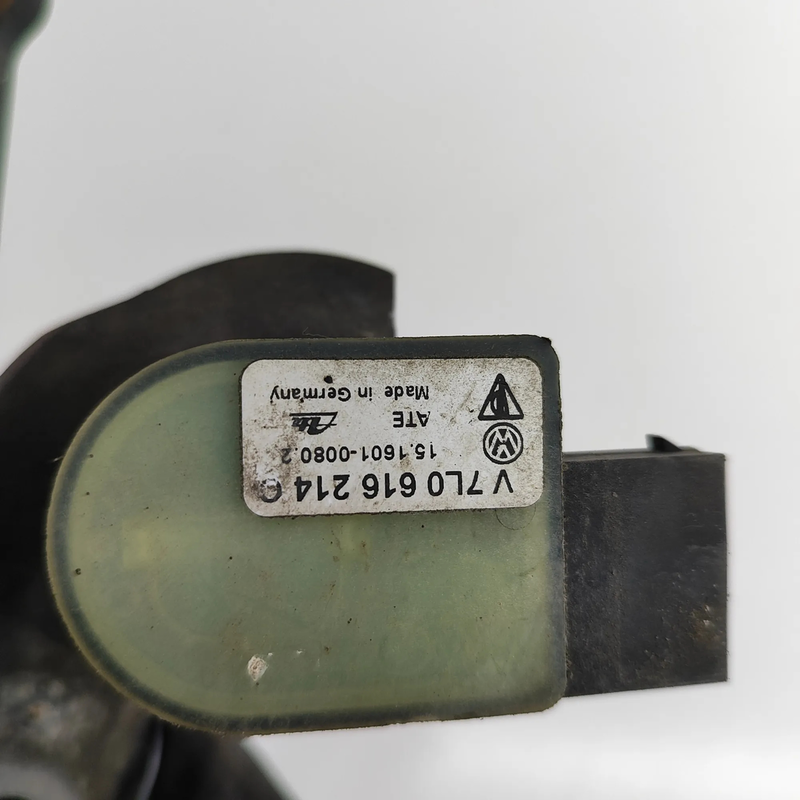 V 7L0 616 214 C
15.1601-0080.2
ATE
Made in Germany